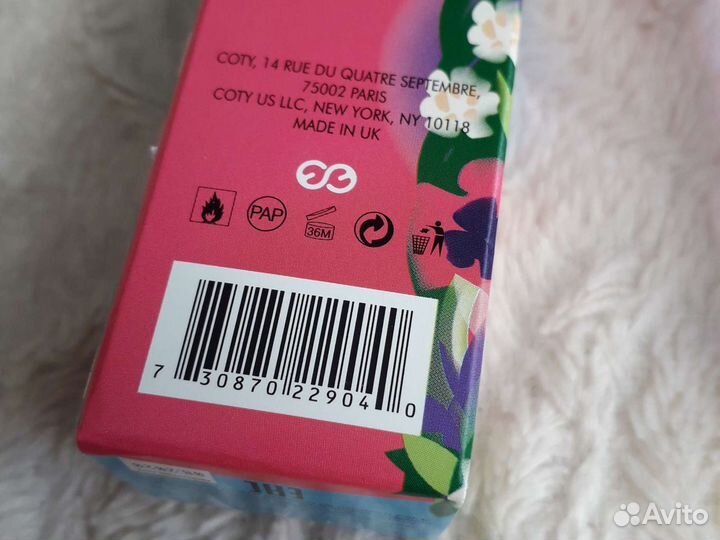 COTY, 14 RUE DU QUATRE SEPTEMBRE,
75002 PARIS
COTY US LLC, NEW YORK, NY 10118
MADE IN UK
PAP
36M
7 30870 22904 0
EAC
Avito